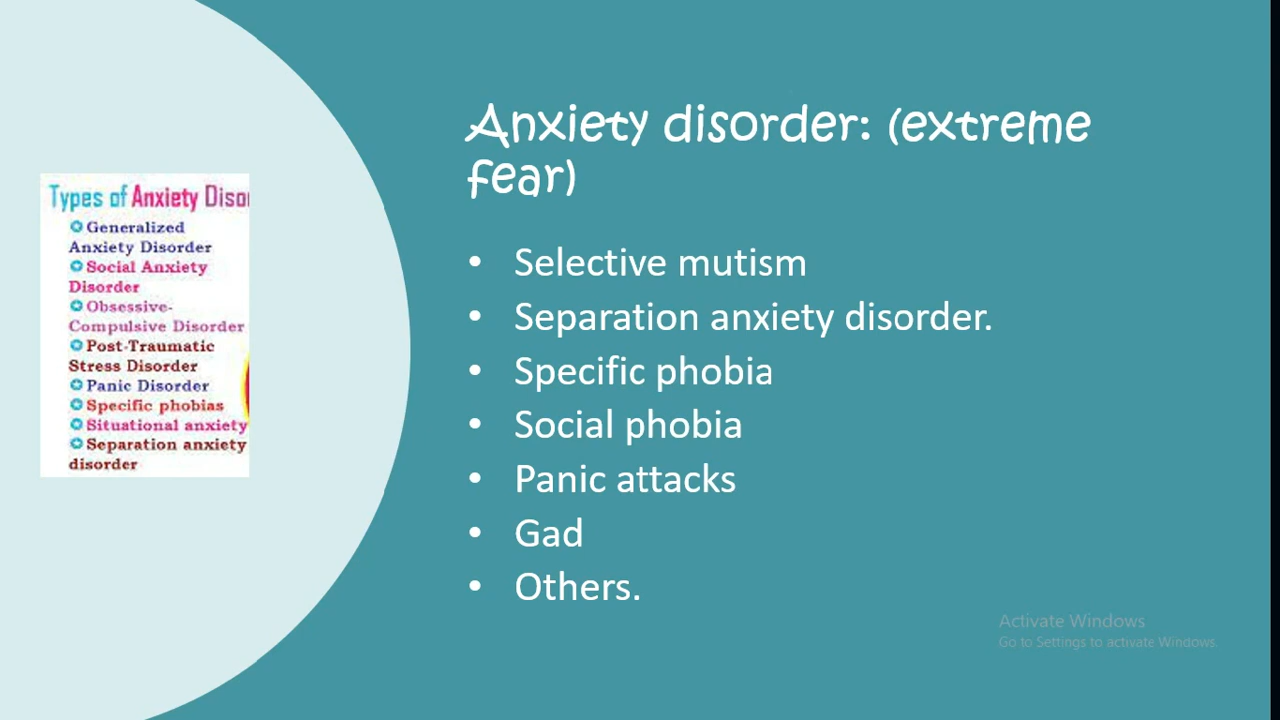 Types of Anxiety Disor
Generalized
Anxiety Disorder
Social Anxiety
Disorder
Obsessive-
Compulsive Disorder
Post-Traumatic
Stress Disorder
Panic Disorder
Specific phobias
Situational anxiety
Separation anxiety
disorder
Anxiety disorder: (extreme
fear)
• Selective mutism
• Separation anxiety disorder.
• Specific phobia
• Social phobia
• Panic attacks
• Gad
• Others.
Activate Windows
Go to Settings to activate Windows.